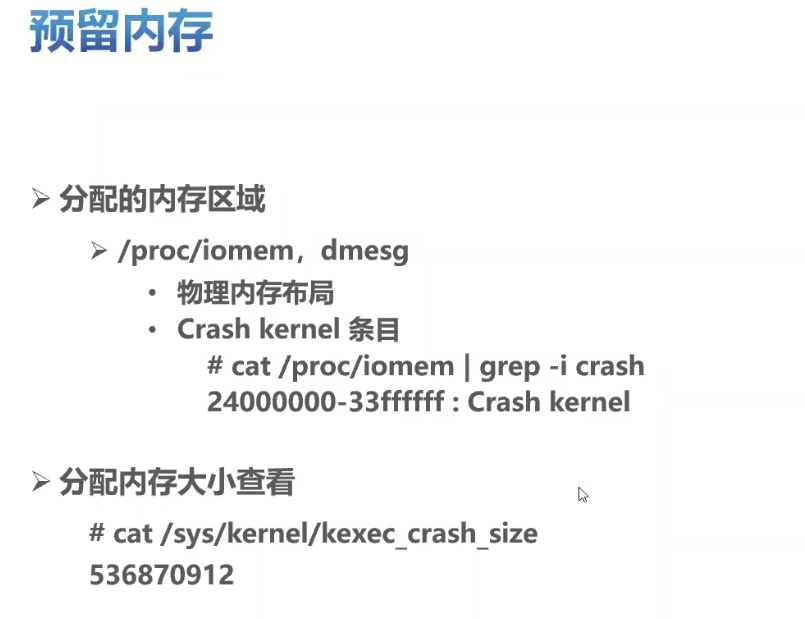 预留内存
➢ 分配的内存区域
➢ /proc/iomem，dmesg
• 物理内存布局
• Crash kernel 条目
# cat /proc/iomem | grep -i crash
24000000-33ffffff : Crash kernel
➢ 分配内存大小查看
# cat /sys/kernel/kexec_crash_size
536870912